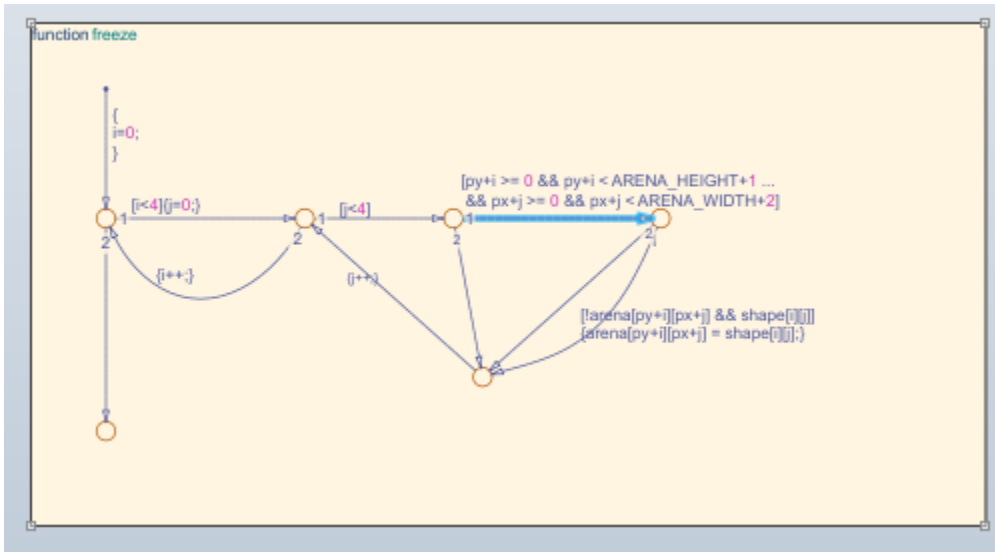 function freeze
{
i=0;
}
[i<4]{j=0;}
1
2
[j<4]
1
2
[py+i >= 0 && py+i < ARENA_HEIGHT+1 ...
&& px+j >= 0 && px+j < ARENA_WIDTH+2]
1
2
2
1
{i++;}
{j++;}
[!arena[py+i][px+j] && shape[i][j]]
{arena[py+i][px+j] = shape[i][j];}